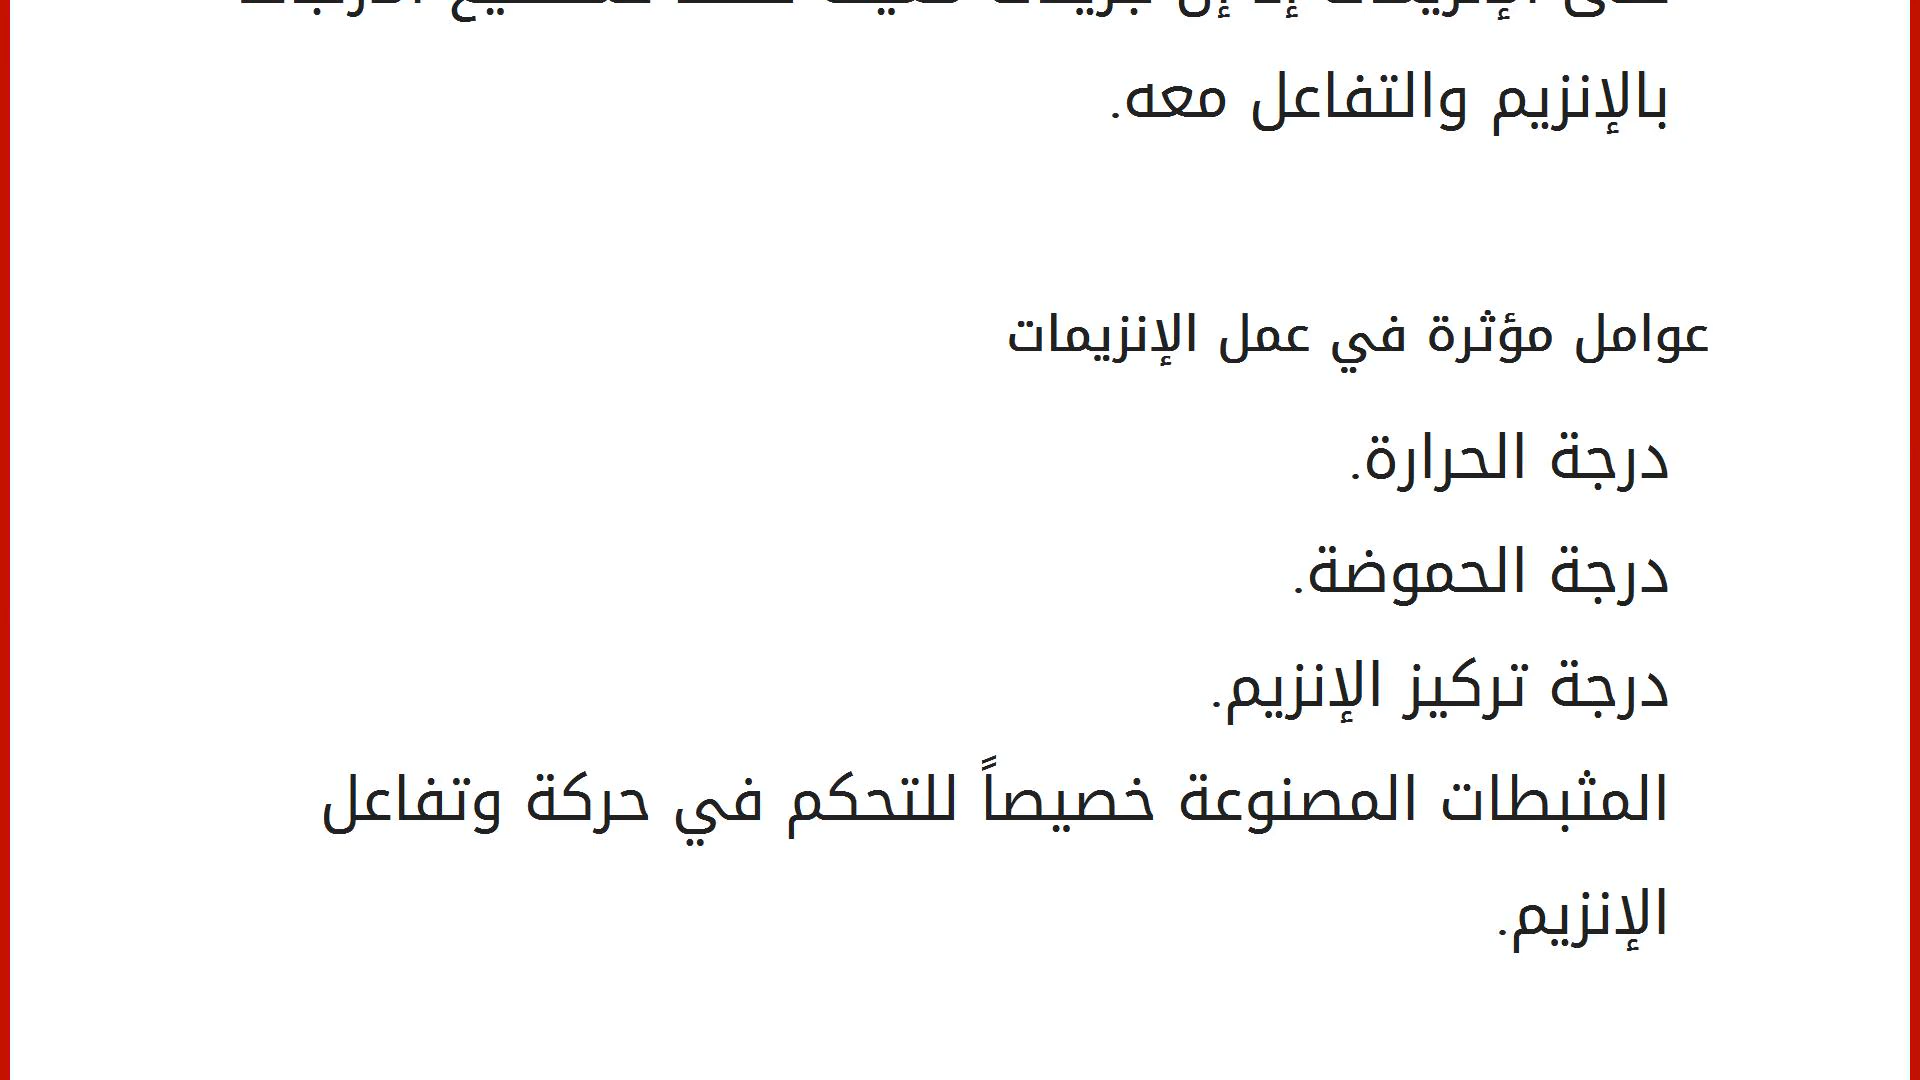 بالإنزيم والتفاعل معه.
عوامل مؤثرة في عمل الإنزيمات
درجة الحرارة.
درجة الحموضة.
درجة تركيز الإنزيم.
المثبطات المصنوعة خصيصاً للتحكم في حركة وتفاعل
الإنزيم.